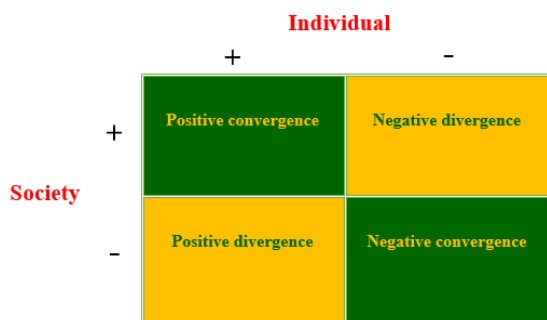 Individual
+ -
+ Positive convergence Negative divergence
Society
- Positive divergence Negative convergence